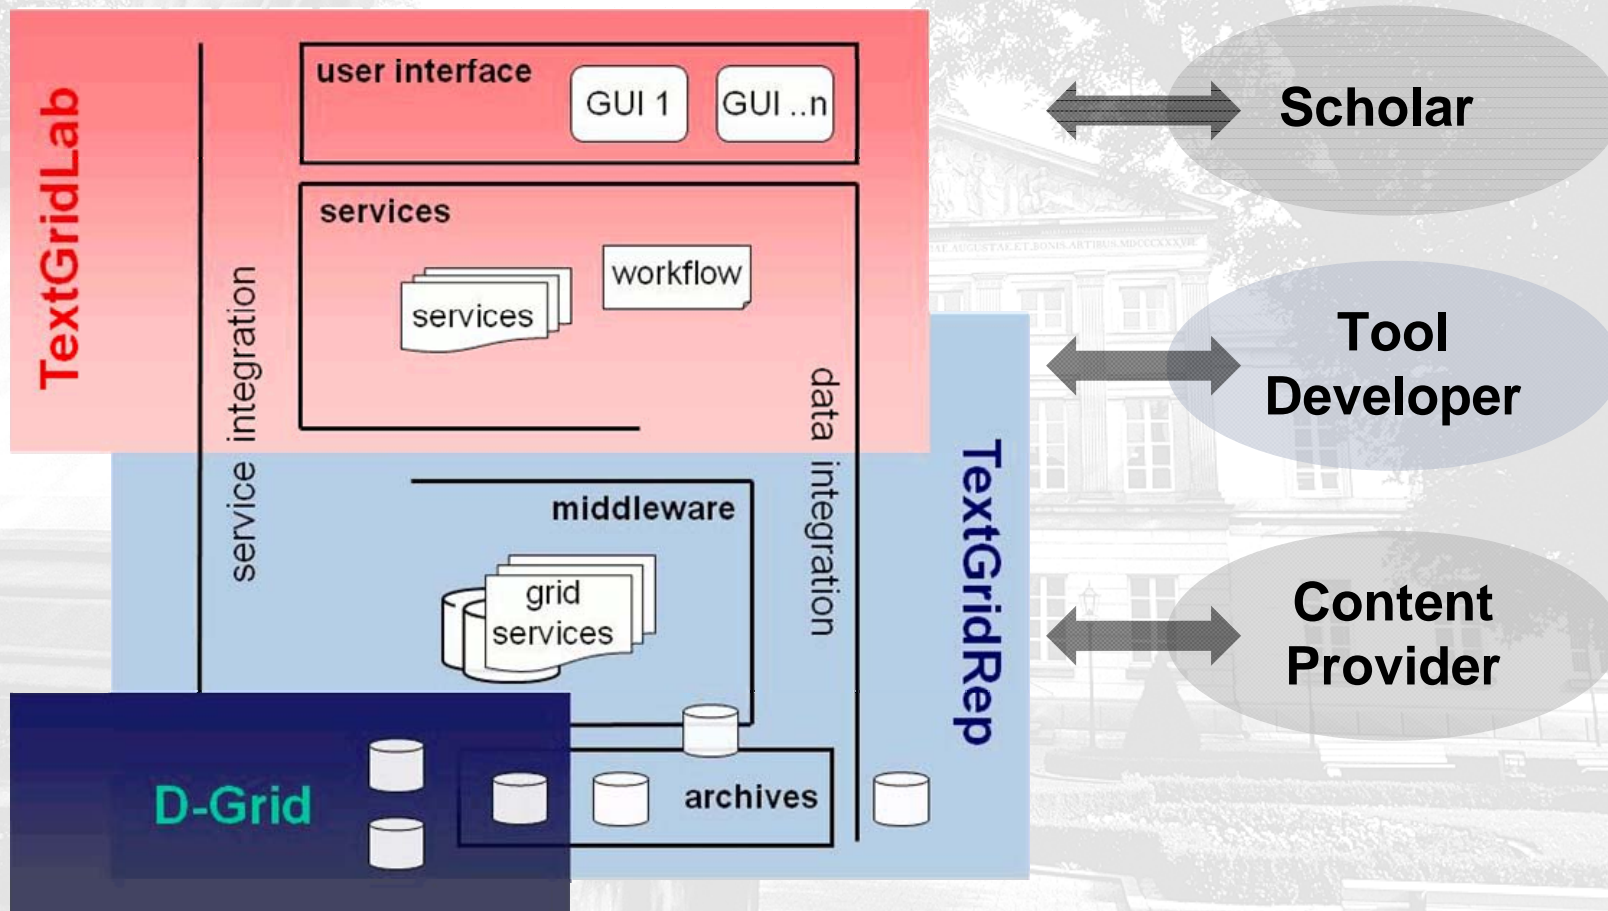 TextGridLab
user interface
GUI 1
GUI ..n
services
services
workflow
service integration
data integration
middleware
grid
services
TextGridRep
D-Grid
archives
Scholar
Tool
Developer
Content
Provider